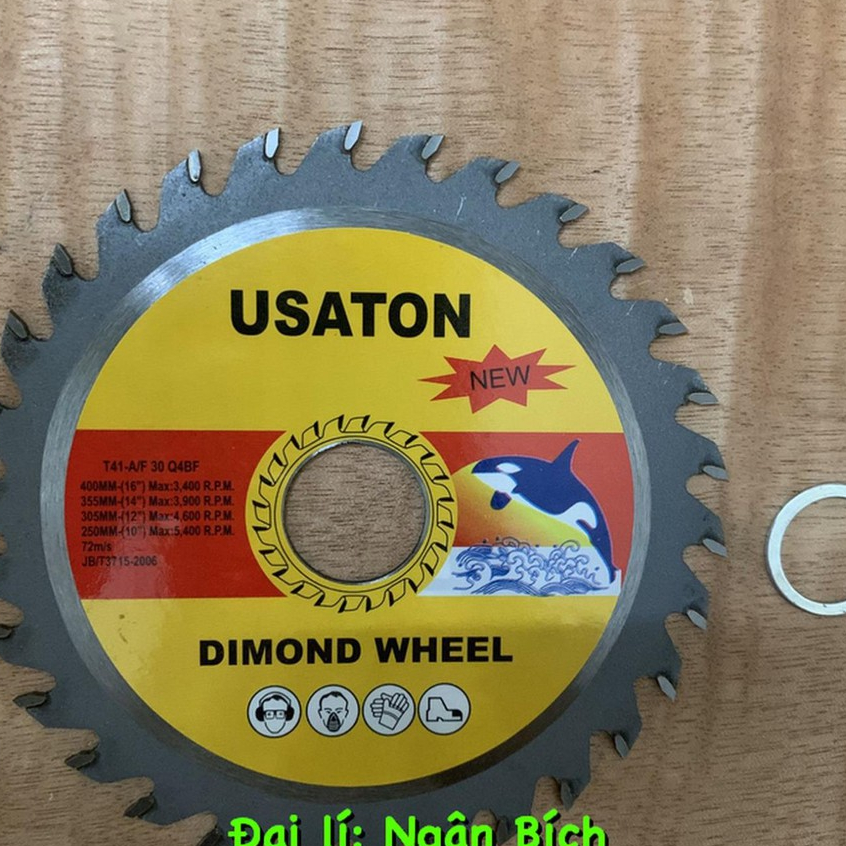 USATON
NEW
T41-A/F 30 Q4BF
400MM-(16") Max:3,400 R.P.M.
355MM-(14") Max:3,900 R.P.M.
305MM-(12") Max:4,600 R.P.M.
250MM-(10") Max:5,400 R.P.M.
72m/s
JB/T3715-2006
DIMOND WHEEL
Đại lí: Ngân Bích